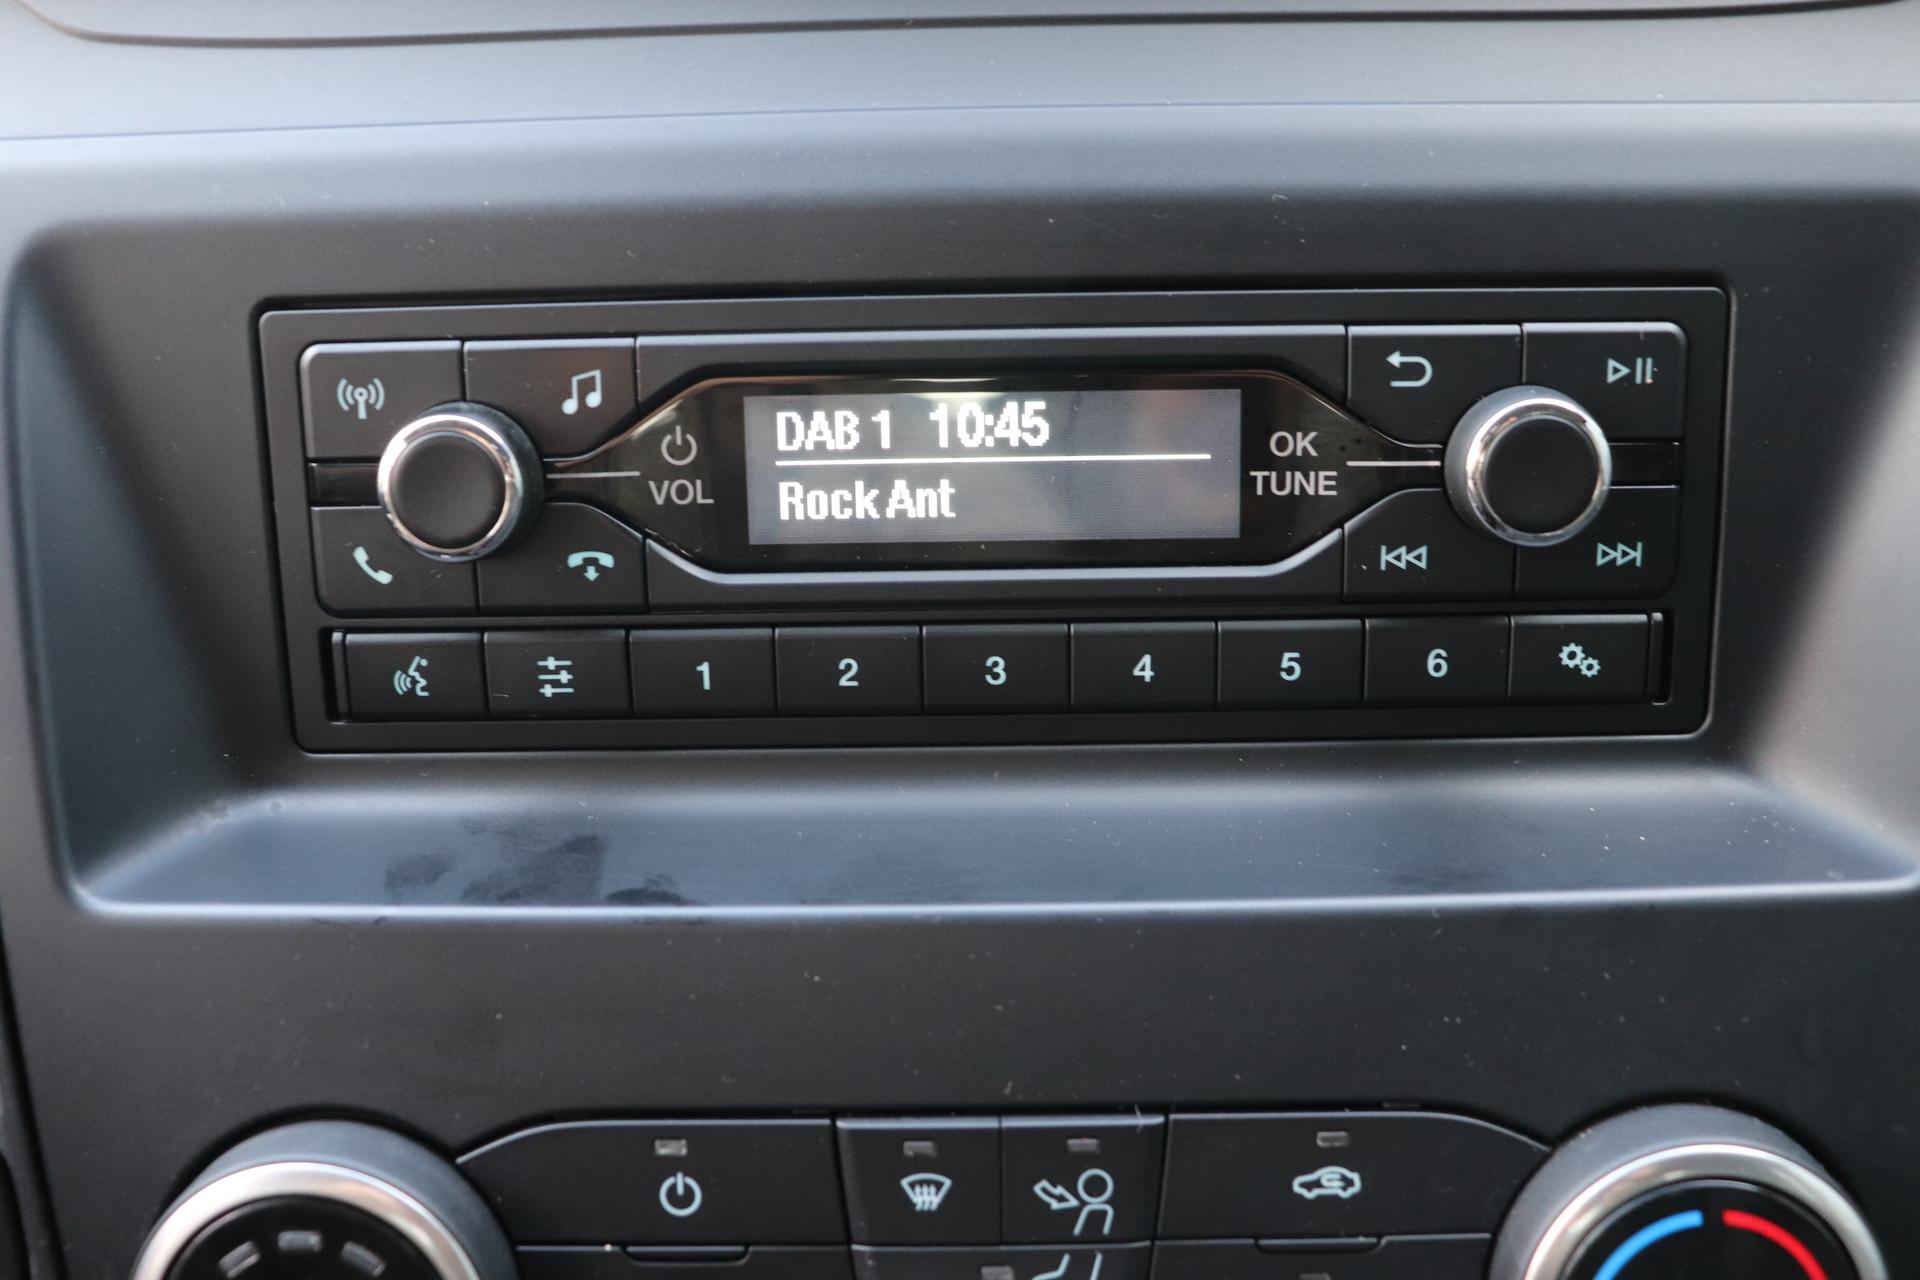 DAB 1 10:45
VOL
OK
TUNE
Rock Ant
1 2 3 4 5 6